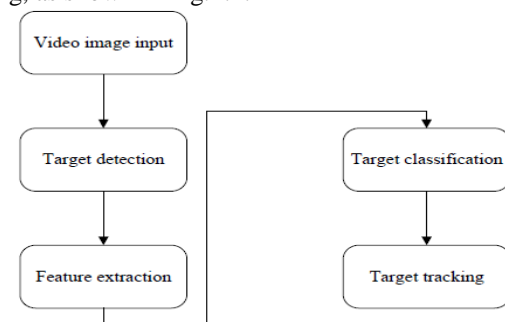 Video image input
Target detection
Feature extraction
Target classification
Target tracking